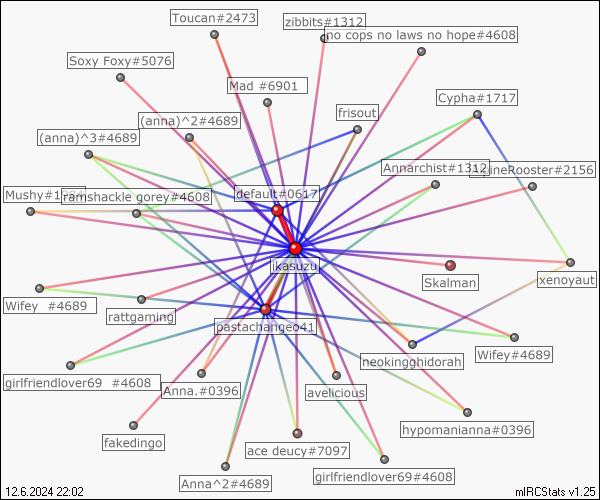 Toucan#2473
zibbits#1312
no cops no laws no hope#4608
Soxy Foxy#5076
Mad #6901
Cypha#1717
(anna)^2#4689
frisout
(anna)^3#4689
Annarchist#1312
gineRooster#2156
Mushy#1
ramshackle gorey#4608
default#0617
ikasuzu
Skalman
xenoyaut
Wifey #4689
rattgaming
pastachangeo41
Wifey#4689
neokingghidorah
girlfriendlover69 #4608
Anna.#0396
avelicious
hypomanianna#0396
fakedingo
ace deucy#7097
girlfriendlover69#4608
Anna^2#4689
12.6.2024 22:02
mIRCStats v1.25